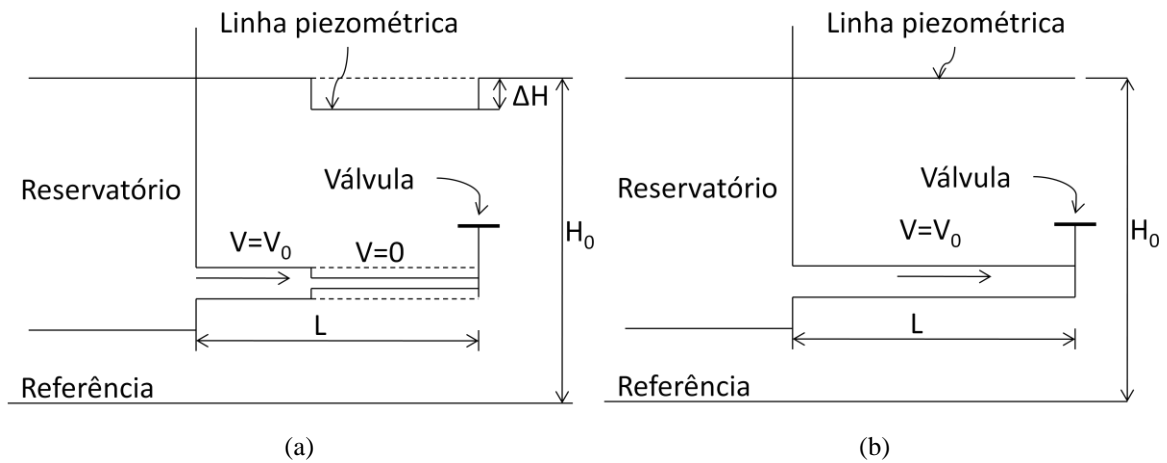 Linha piezométrica
ΔH
Reservatório
Válvula
H₀
V=V₀
V=0
L
Referência
(a)
Linha piezométrica
Reservatório
Válvula
H₀
V=V₀
L
Referência
(b)